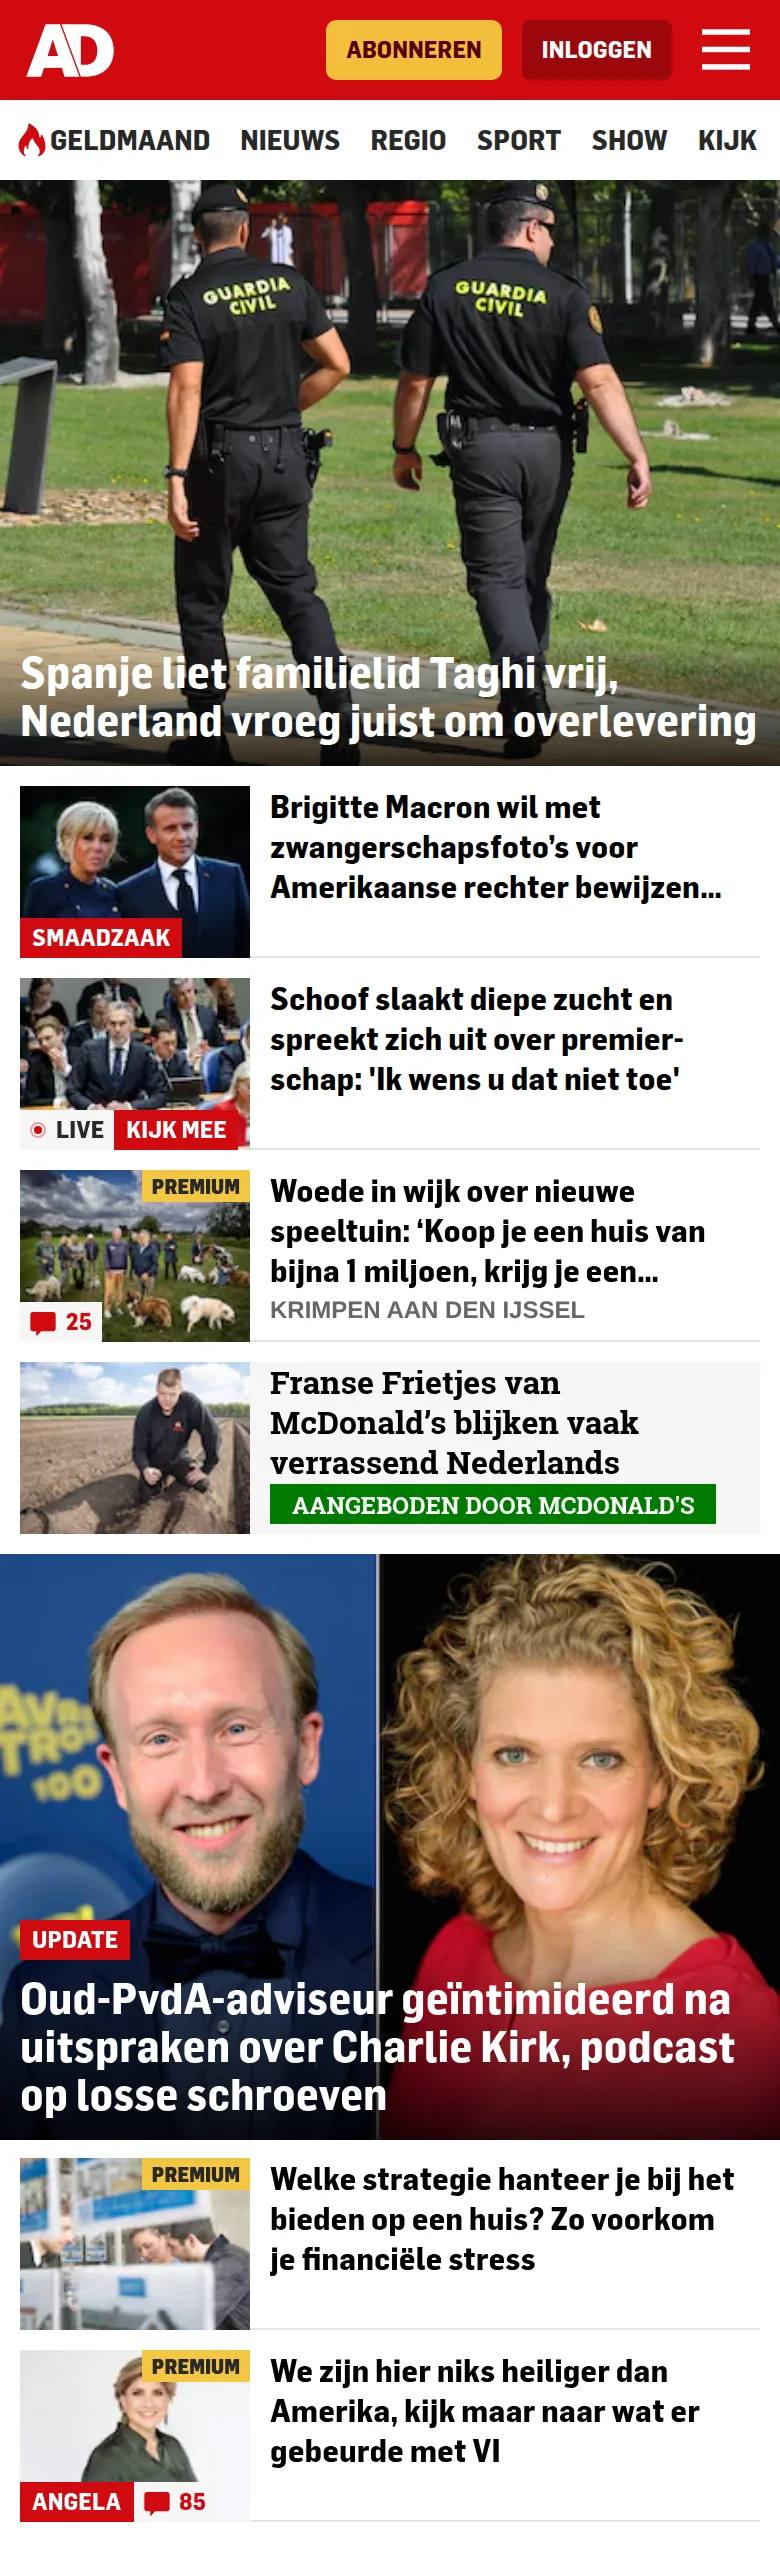 AD
ABONNEREN
INLOGGEN
GELDMAAND NIEUWS REGIO SPORT SHOW KIJK
GUARDIA
CIVIL
GUARDIA
CIVIL
Spanje liet familielid Taghi vrij,
Nederland vroeg juist om overlevering
SMAADZAAK
Brigitte Macron wil met
zwangerschapsfoto’s voor
Amerikaanse rechter bewijzen...
LIVE KIJK MEE
Schoof slaakt diepe zucht en
spreekt zich uit over premier-
schap: 'Ik wens u dat niet toe'
PREMIUM
25
Woede in wijk over nieuwe
speeltuin: ‘Koop je een huis van
bijna 1 miljoen, krijg je een...
KRIMPEN AAN DEN IJSSEL
Franse Frietjes van
McDonald’s blijken vaak
verrassend Nederlands
AANGEBODEN DOOR MCDONALD'S
AVRO
TROS
100
UPDATE
Oud-PvdA-adviseur geïntimideerd na
uitspraken over Charlie Kirk, podcast
op losse schroeven
PREMIUM
Welke strategie hanteer je bij het
bieden op een huis? Zo voorkom
je financiële stress
PREMIUM
ANGELA 85
We zijn hier niks heiliger dan
Amerika, kijk maar naar wat er
gebeurde met VI